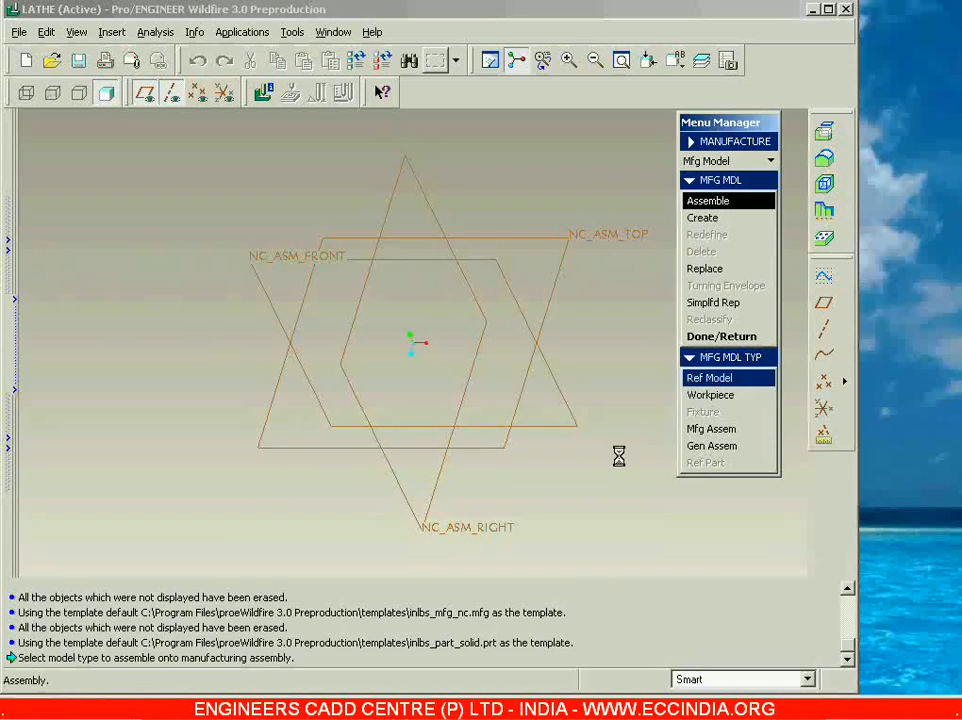 LATHE (Active) - Pro/ENGINEER Wildfire 3.0 Preproduction
File Edit View Insert Analysis Info Applications Tools Window Help
Menu Manager
MANUFACTURE
Mfg Model
MFG MDL
Assemble
Create
Redefine
Delete
Replace
Turning Envelope
Simplfd Rep
Reclassify
Done/Return
MFG MDL TYP
Ref Model
Workpiece
Fixture
Mfg Assem
Gen Assem
Ref Part
NC_ASM_TOP
NC_ASM_FRONT
NC_ASM_RIGHT
All the objects which were not displayed have been erased.
Using the template default C:\Program Files\proeWildfire 3.0 Preproduction\templates\inlbs_mfg_nc.mfg as the template.
All the objects which were not displayed have been erased.
Using the template default C:\Program Files\proeWildfire 3.0 Preproduction\templates\inlbs_part_solid.prt as the template.
Select model type to assemble onto manufacturing assembly.
Assembly.
Smart
ENGINEERS CADD CENTRE (P) LTD - INDIA - WWW.ECCINDIA.ORG